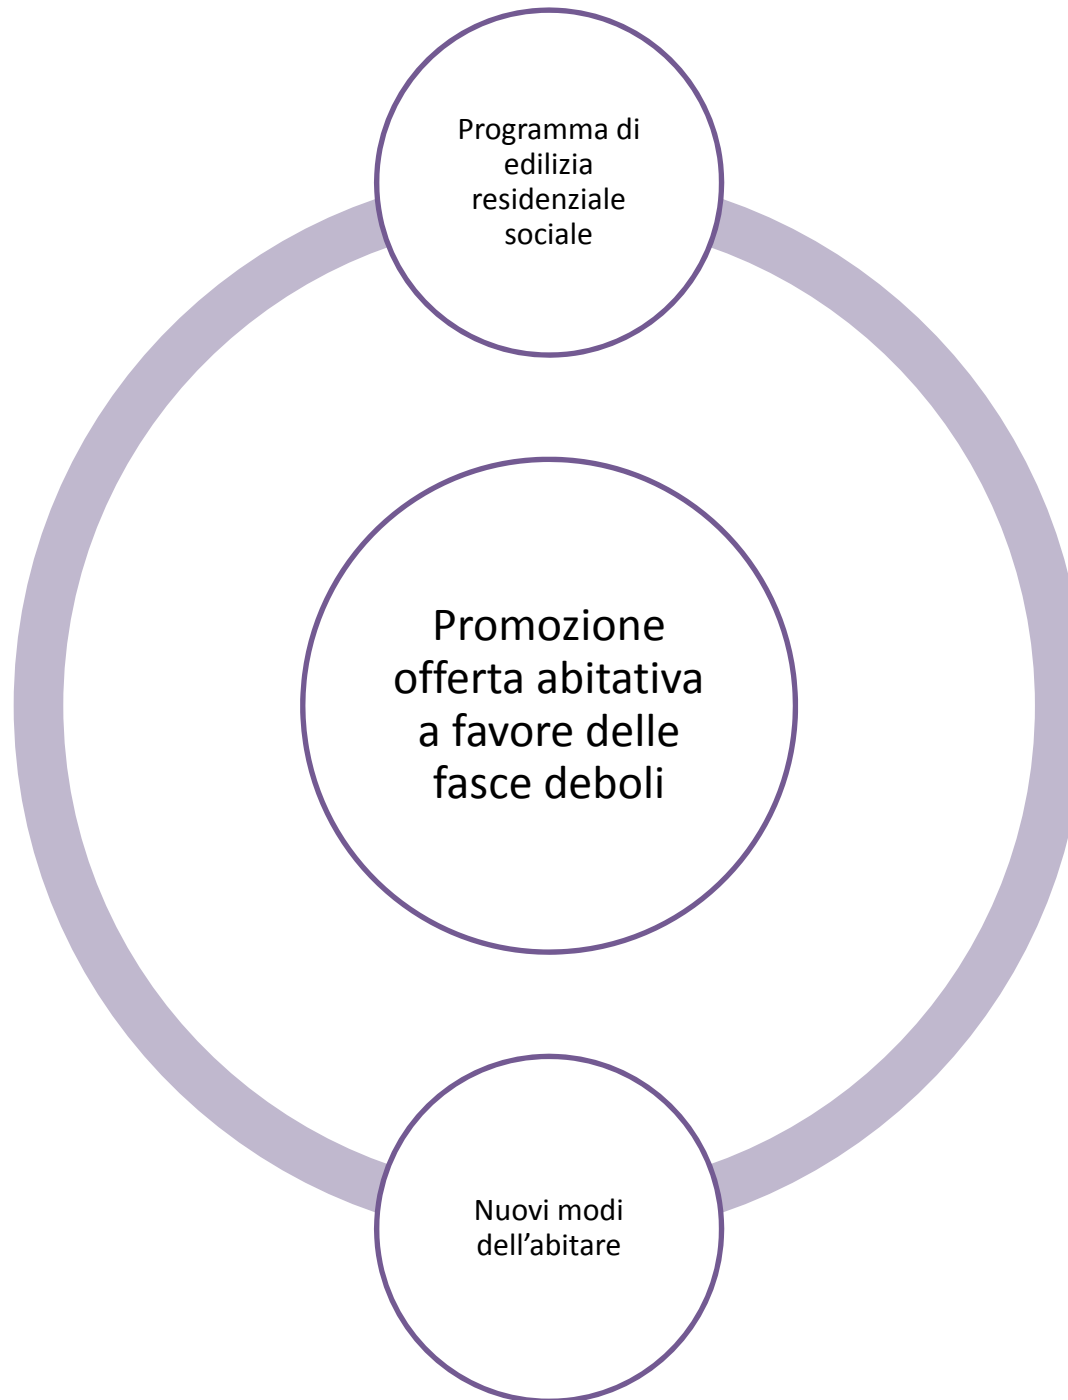 Programma di
edilizia
residenziale
sociale
Promozione
offerta abitativa
a favore delle
fasce deboli
Nuovi modi
dell’abitare